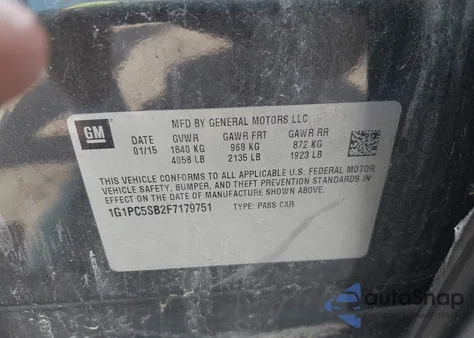 MFD BY GENERAL MOTORS LLC
GM
DATE GVWR GAWR FRT GAWR RR
01/15 1840 KG 968 KG 872 KG
4058 LB 2135 LB 1923 LB
THIS VEHICLE CONFORMS TO ALL APPLICABLE U.S. FEDERAL MOTOR
VEHICLE SAFETY, BUMPER, AND THEFT PREVENTION STANDARDS IN
EFFECT ON THE DATE OF MANUFACTURE SHOWN ABOVE.
1G1PC5SB2F7179751 TYPE: PASS CAR
autoSnap